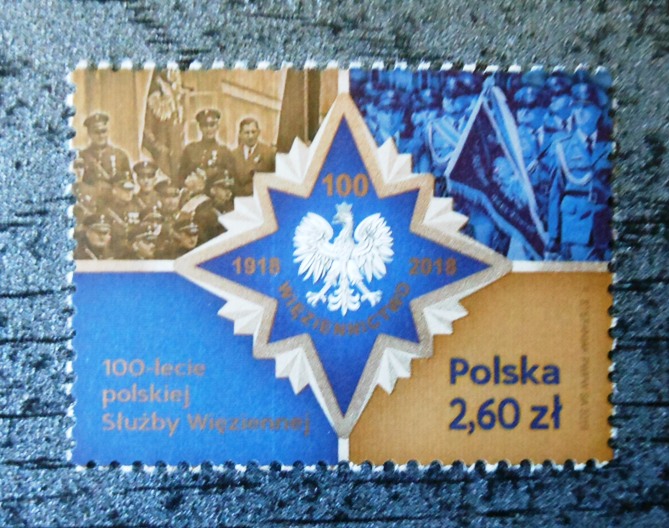 100
1918 2018
WIĘZIENNICTWO
100-lecie
polskiej
Służby Więziennej
Polska
2,60 zł